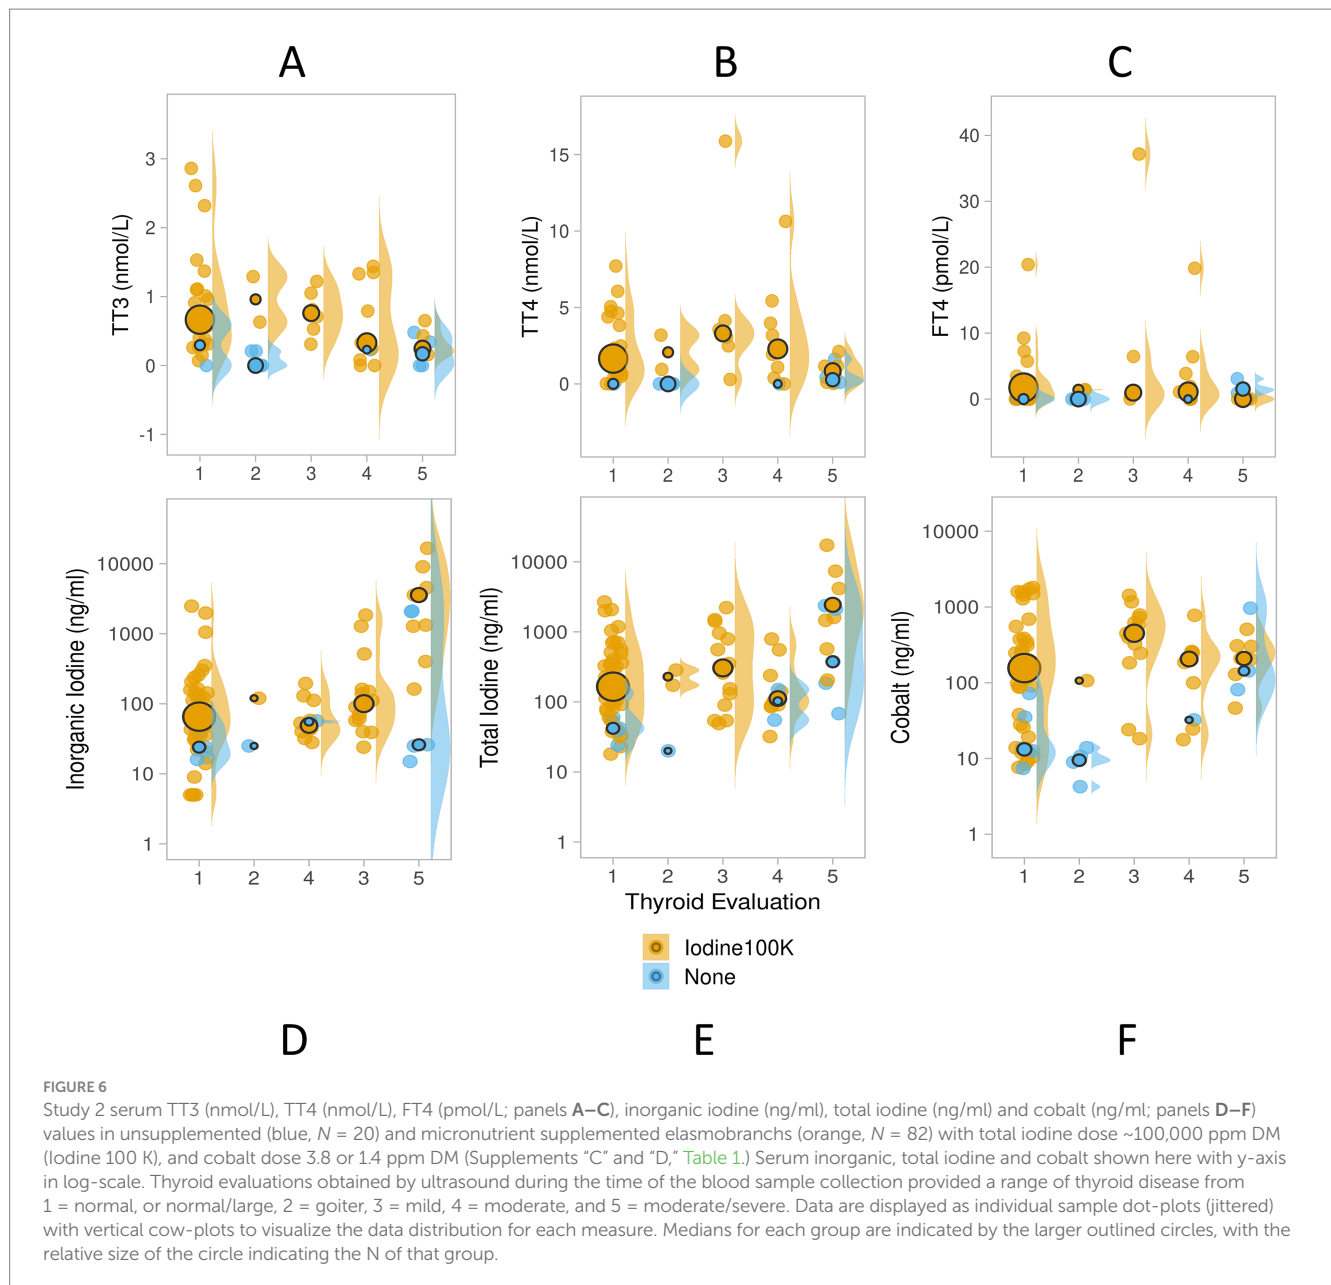 A
B
C
TT3 (nmol/L)
3
2
1
0
-1
1 2 3 4 5
TT4 (nmol/L)
15
10
5
0
1 2 3 4 5
FT4 (pmol/L)
40
30
20
10
0
1 2 3 4 5
Inorganic Iodine (ng/ml)
10000
1000
100
10
1
1 2 4 3 5
Total Iodine (ng/ml)
10000
1000
100
10
1
1 2 3 4 5
Cobalt (ng/ml)
10000
1000
100
10
1
1 2 3 4 5
Thyroid Evaluation
Iodine100K
None
D
E
F
FIGURE 6
Study 2 serum TT3 (nmol/L), TT4 (nmol/L), FT4 (pmol/L; panels A–C), inorganic iodine (ng/ml), total iodine (ng/ml) and cobalt (ng/ml; panels D–F)
values in unsupplemented (blue, N = 20) and micronutrient supplemented elasmobranchs (orange, N = 82) with total iodine dose ~100,000 ppm DM
(Iodine 100 K), and cobalt dose 3.8 or 1.4 ppm DM (Supplements “C” and “D,” Table 1.) Serum inorganic, total iodine and cobalt shown here with y-axis
in log-scale. Thyroid evaluations obtained by ultrasound during the time of the blood sample collection provided a range of thyroid disease from
1 = normal, or normal/large, 2 = goiter, 3 = mild, 4 = moderate, and 5 = moderate/severe. Data are displayed as individual sample dot-plots (jittered)
with vertical cow-plots to visualize the data distribution for each measure. Medians for each group are indicated by the larger outlined circles, with the
relative size of the circle indicating the N of that group.